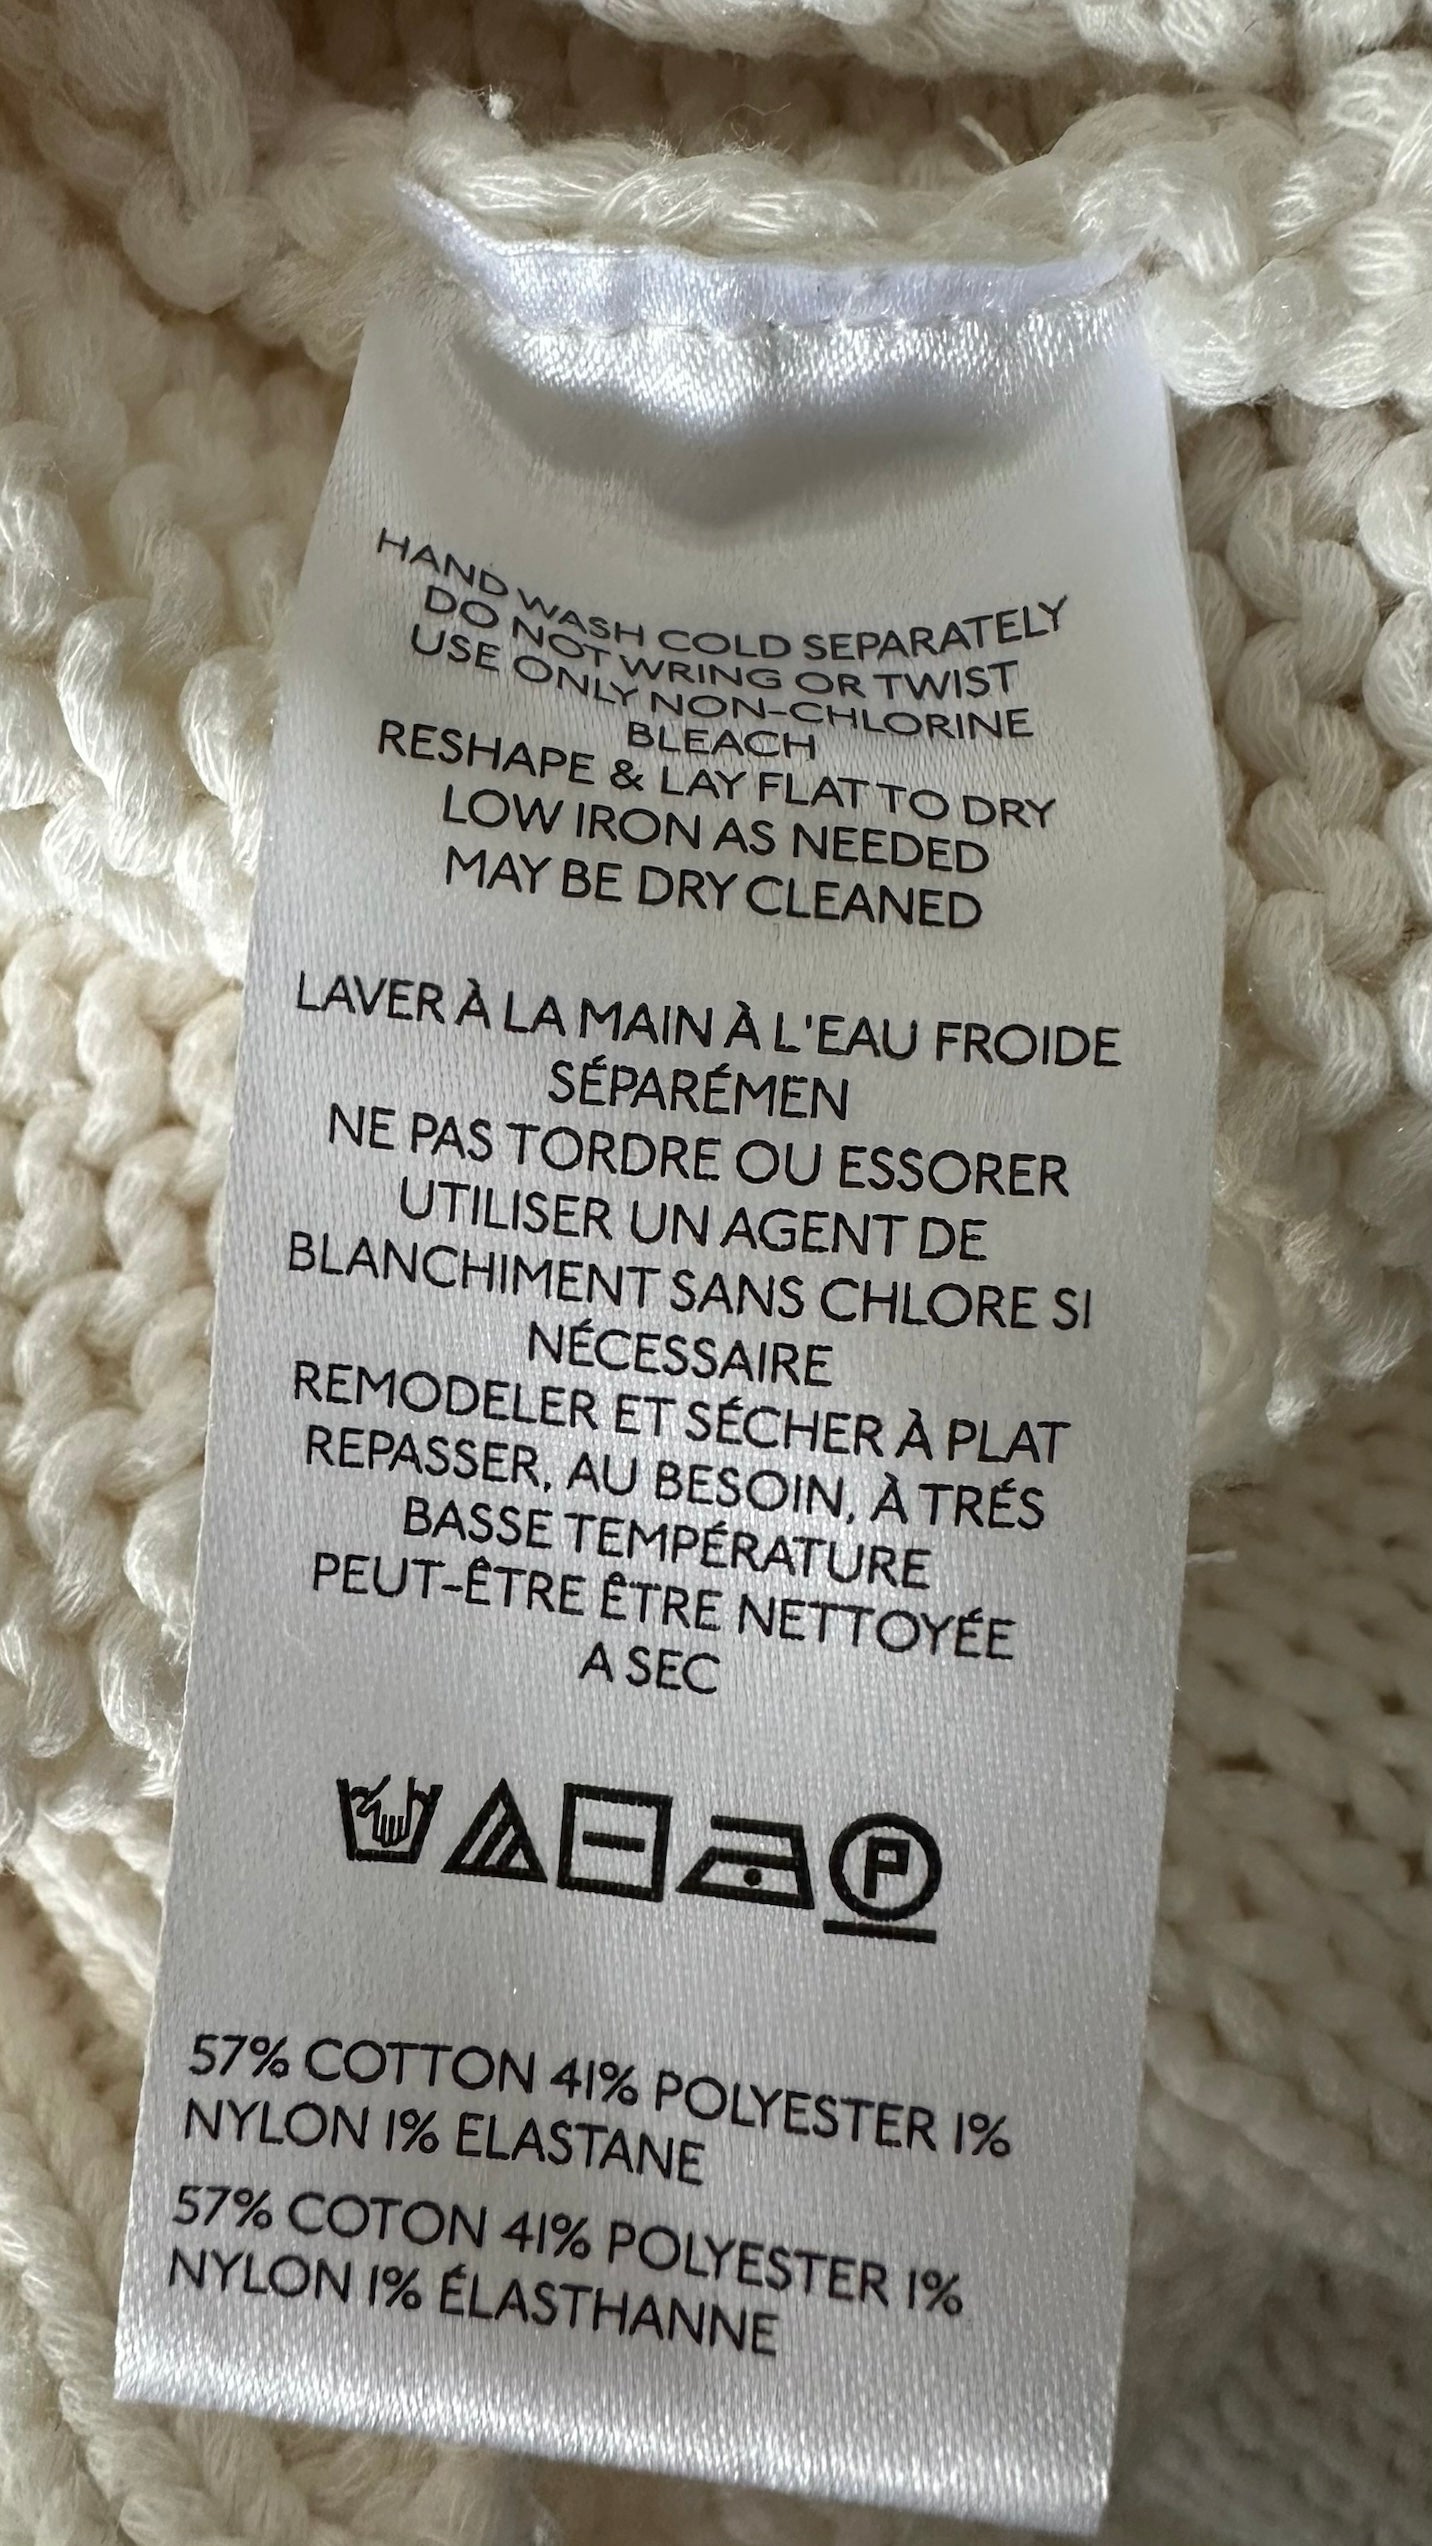 HAND WASH COLD SEPARATELY
DO NOT WRING OR TWIST
USE ONLY NON-CHLORINE
BLEACH
RESHAPE & LAY FLAT TO DRY
LOW IRON AS NEEDED
MAY BE DRY CLEANED
LAVER À LA MAIN À L'EAU FROIDE
SÉPARÉMEN
NE PAS TORDRE OU ESSORER
UTILISER UN AGENT DE
BLANCHIMENT SANS CHLORE SI
NÉCESSAIRE
REMODELER ET SÉCHER À PLAT
REPASSER, AU BESOIN, À TRÉS
BASSE TEMPÉRATURE
PEUT-ÊTRE ÊTRE NETTOYÉE
A SEC
P
57% COTTON 41% POLYESTER 1%
NYLON 1% ELASTANE
57% COTON 41% POLYESTER 1%
NYLON 1% ÉLASTHANNE